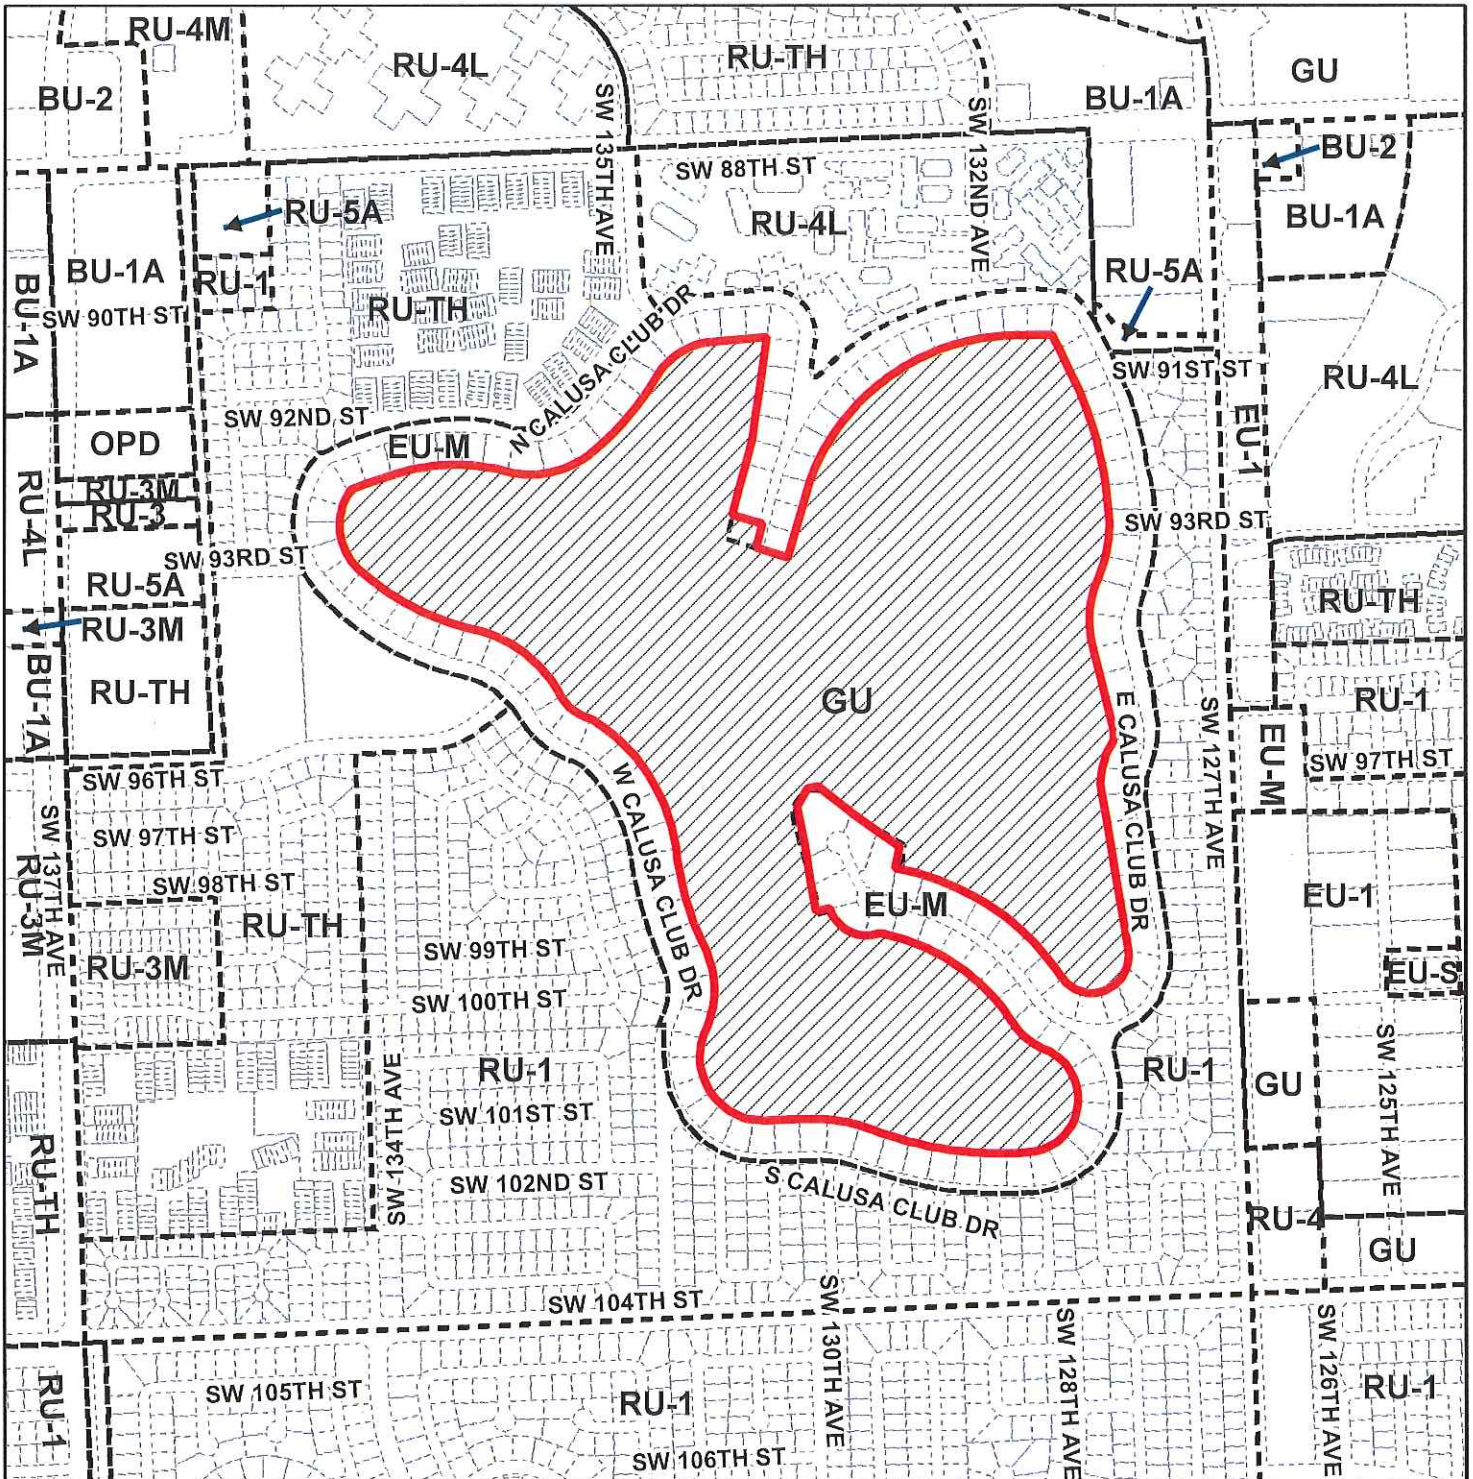 RU-4M
RU-4L
RU-TH
GU
BU-2
BU-1A
SW 135TH AVE
SW 132ND AVE
SW 88TH ST
BU-2
RU-5A
RU-4L
BU-1A
BU-1A
BU-1A
RU-1
RU-5A
SW 90TH ST
RU-TH
N CALUSA CLUB DR
SW 91ST ST
RU-4L
SW 92ND ST
EU-1
OPD
EU-M
RU-4L
RU-3M
RU-3
SW 93RD ST
SW 93RD ST
RU-5A
RU-TH
RU-3M
BU-1A
RU-TH
GU
E CALUSA CLUB DR
SW 127TH AVE
RU-1
EU-M
SW 97TH ST
SW 96TH ST
W CALUSA CLUB DR
SW 97TH ST
SW 137TH AVE
RU-3M
SW 98TH ST
EU-M
EU-1
RU-TH
SW 99TH ST
RU-3M
EU-S
SW 100TH ST
SW 125TH AVE
RU-1
RU-1
GU
SW 134TH AVE
SW 101ST ST
RU-TH
SW 102ND ST
S CALUSA CLUB DR
RU-4
GU
SW 104TH ST
SW 130TH AVE
SW 128TH AVE
SW 126TH AVE
RU-1
SW 105TH ST
RU-1
RU-1
SW 106TH ST